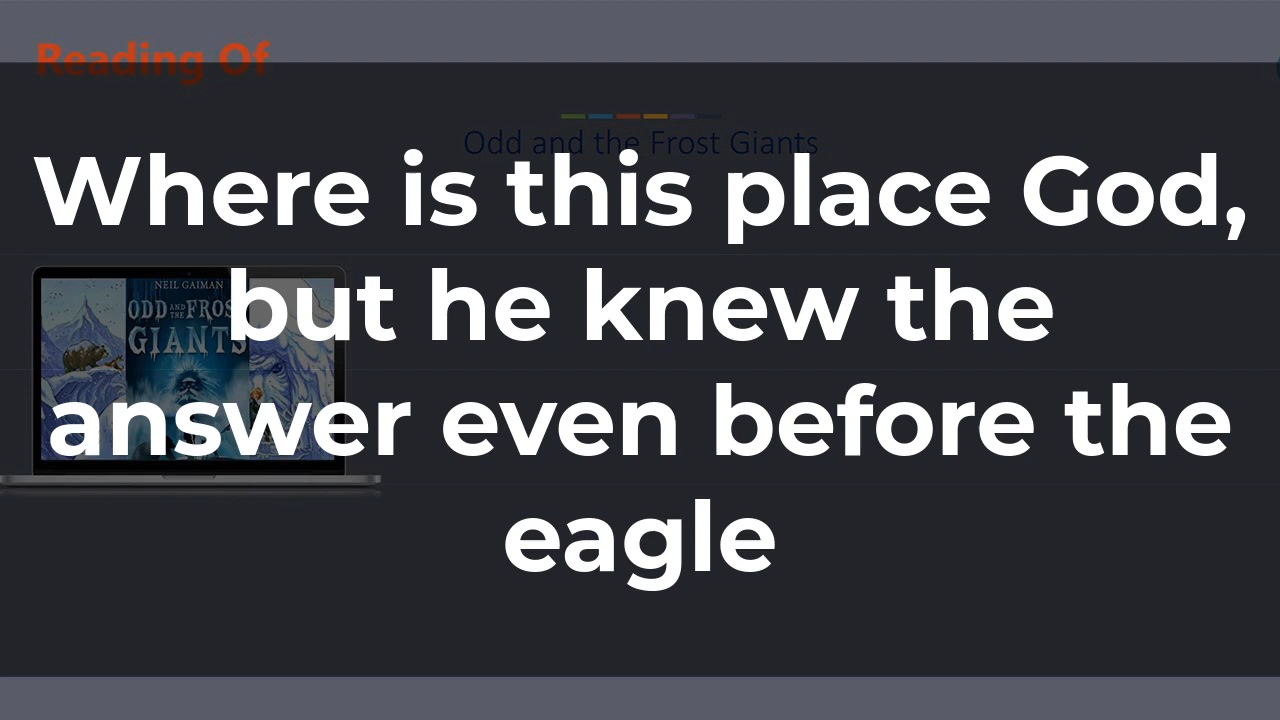 Reading Of
Odd and the Frost Giants
Where is this place God,
but he knew the
answer even before the
eagle
NEIL GAIMAN
ODD AND THE FROST
GIANTS